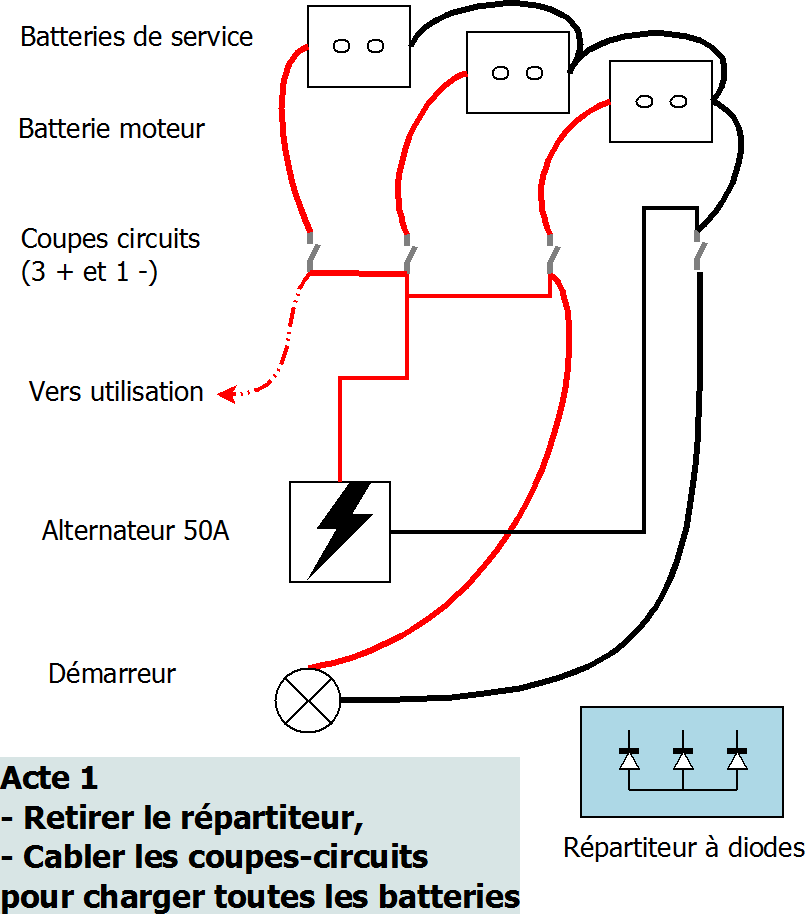 Batteries de service
Batterie moteur
Coupes circuits
(3 + et 1 -)
Vers utilisation
Alternateur 50A
Démarreur
Acte 1
- Retirer le répartiteur,
- Cabler les coupes-circuits
pour charger toutes les batteries
Répartiteur à diodes